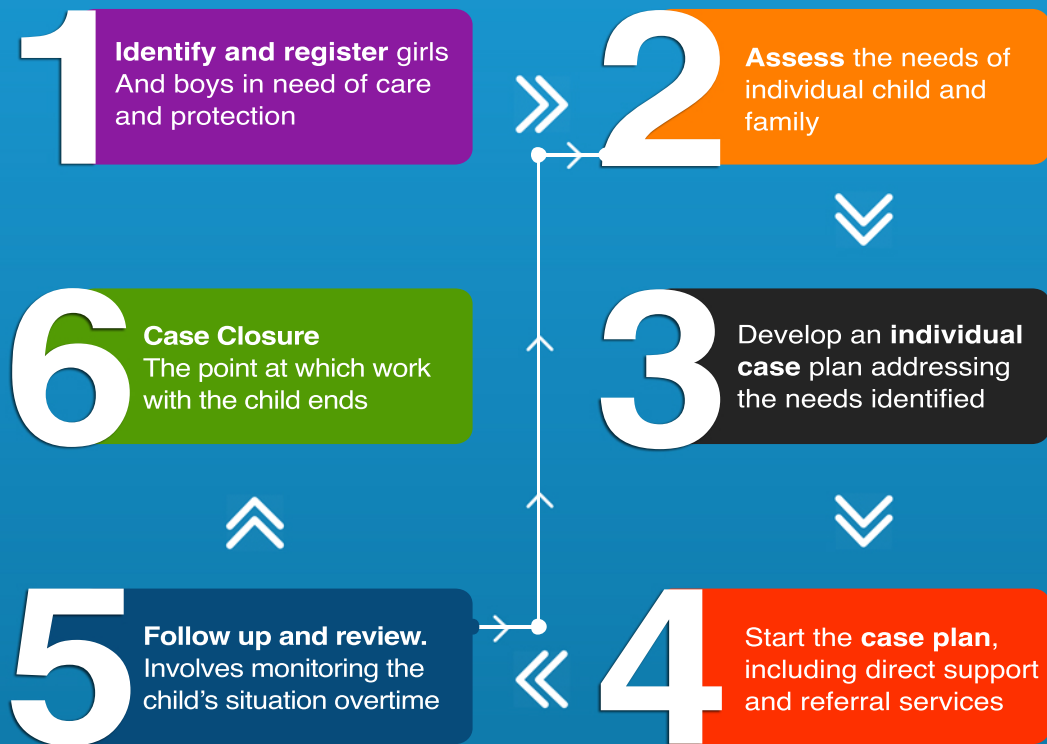 1
Identify and register girls
And boys in need of care
and protection
2
Assess the needs of
individual child and
family
3
Develop an individual
case plan addressing
the needs identified
4
Start the case plan,
including direct support
and referral services
5
Follow up and review.
Involves monitoring the
child's situation overtime
6
Case Closure
The point at which work
with the child ends